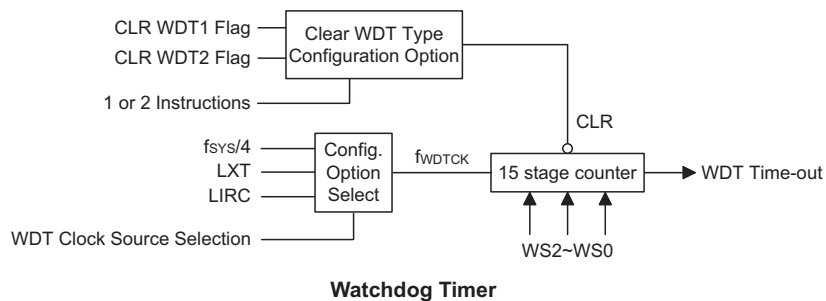 CLR WDT1 Flag
CLR WDT2 Flag
1 or 2 Instructions
Clear WDT Type
Configuration Option
CLR
fSYS/4
LXT
LIRC
WDT Clock Source Selection
Config.
Option
Select
fWDTCK
15 stage counter
WDT Time-out
WS2~WS0
Watchdog Timer